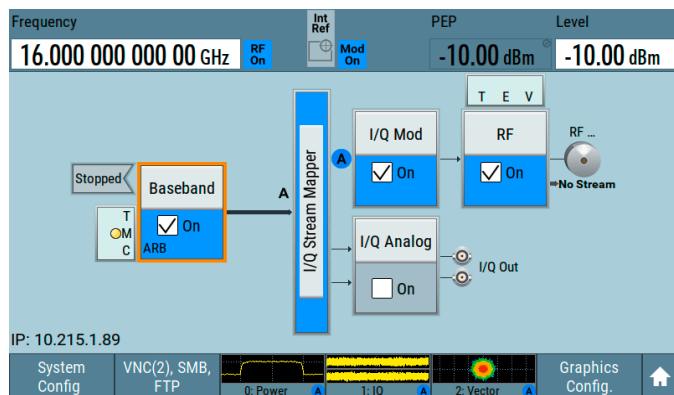 Frequency
Int
Ref
PEP
Level
16.000 000 000 00 GHz
RF
On
Mod
On
-10.00 dBm
-10.00 dBm
T E V
I/Q Mod
RF
RF ...
A
On
On
No Stream
Stopped
Baseband
A
I/Q Stream Mapper
T
M
C
On
ARB
I/Q Analog
I/Q Out
On
IP: 10.215.1.89
System
Config
VNC(2), SMB,
FTP
0: Power A
1: IQ A
2: Vector A
Graphics
Config.